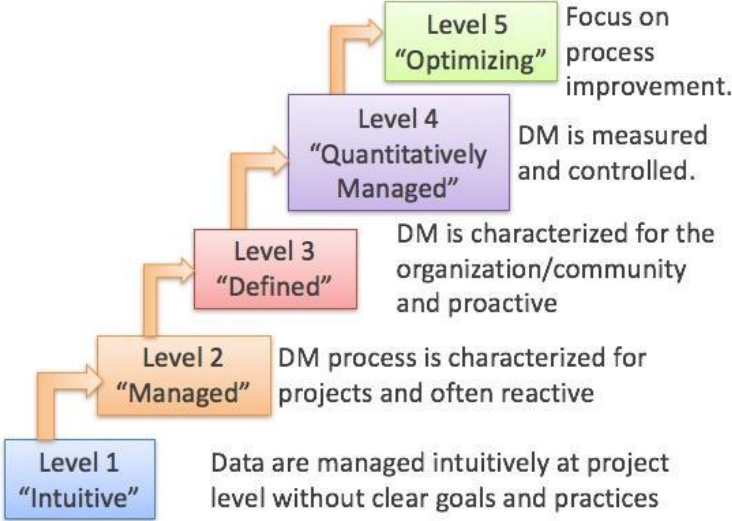 Level 5
“Optimizing”
Focus on
process
improvement.
Level 4
“Quantitatively
Managed”
DM is measured
and controlled.
Level 3
“Defined”
DM is characterized for the
organization/community
and proactive
Level 2
“Managed”
DM process is characterized for
projects and often reactive
Level 1
“Intuitive”
Data are managed intuitively at project
level without clear goals and practices